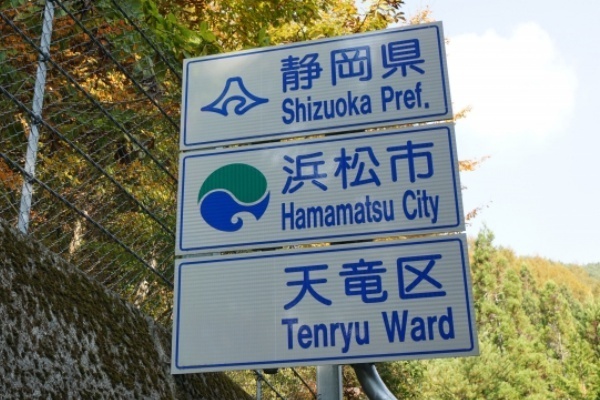 静岡県
Shizuoka Pref.
浜松市
Hamamatsu City
天竜区
Tenryu Ward